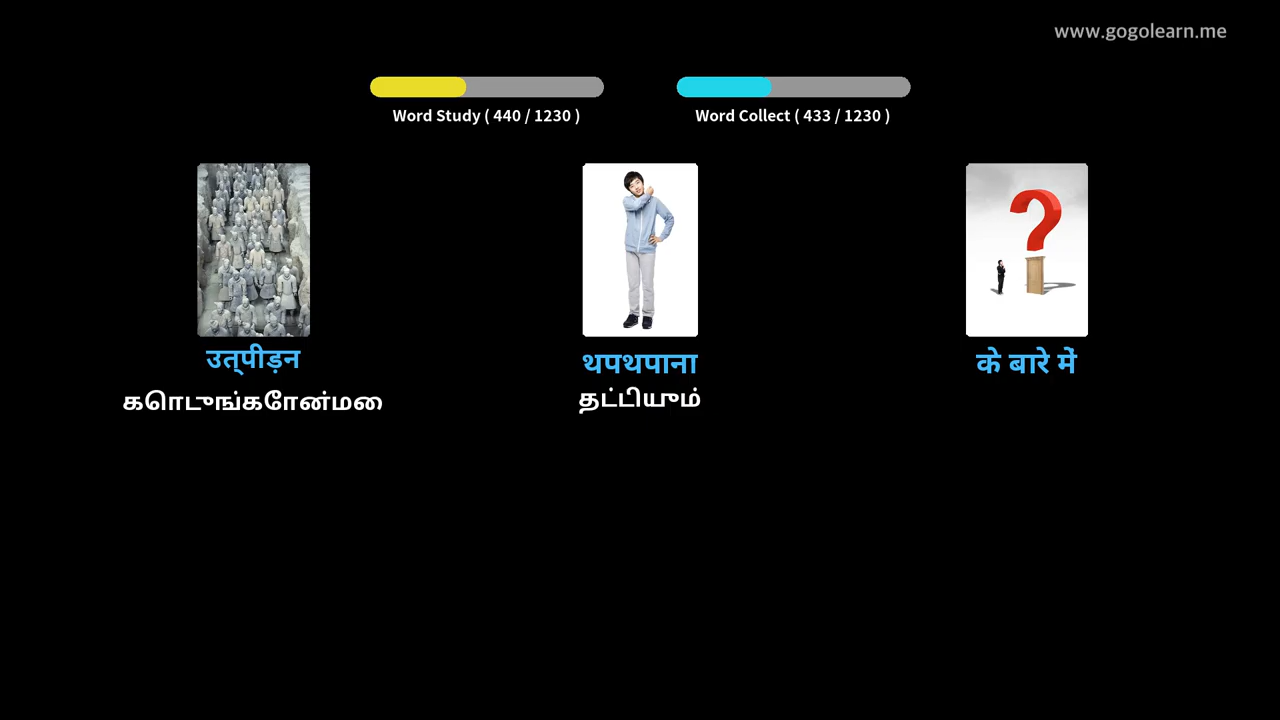 www.gogolearn.me
Word Study ( 440 / 1230 )
Word Collect ( 433 / 1230 )
उत्पीड़न
थपथपाना
के बारे में
கொடுங்கோன்மை
தட்டியும்